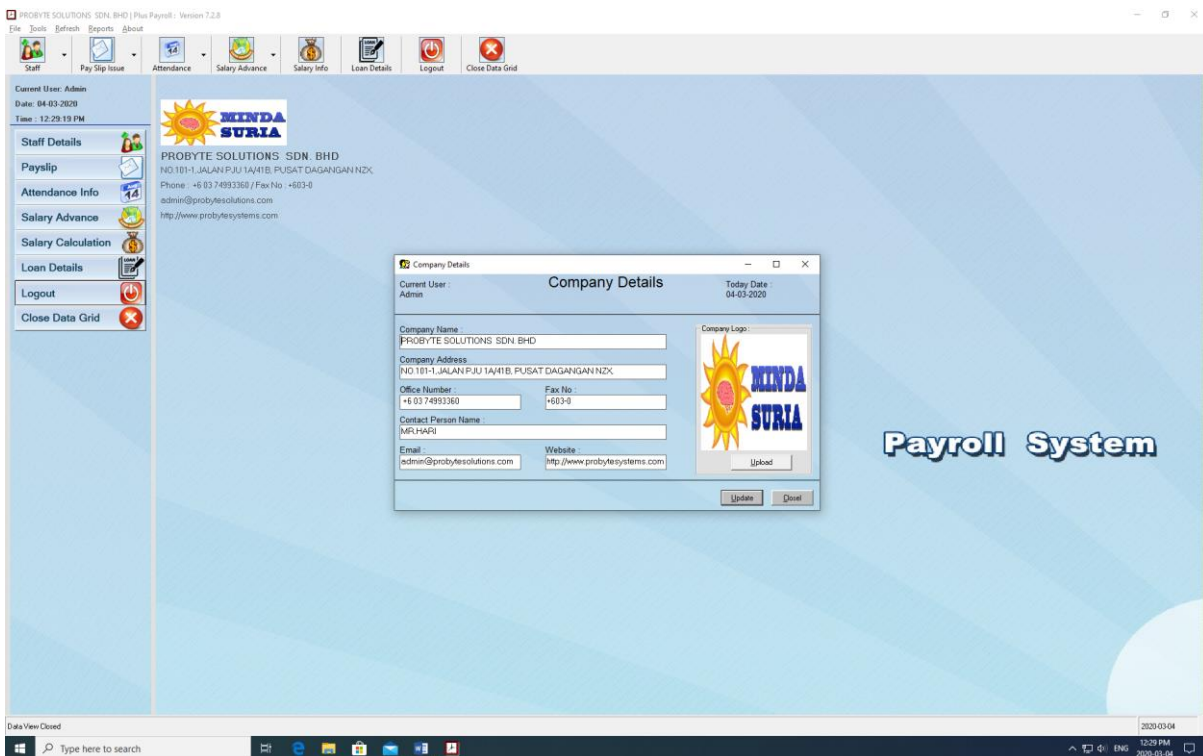 PROBYTE SOLUTIONS SDN. BHD | Plus Payroll : Version 7.2.8
File Tools Refresh Reports About
Staff Pay Slip Issue Attendance Salary Advance Salary Info Loan Details Logout Close Data Grid
Current User: Admin
Date: 04-03-2020
Time : 12:29:19 PM
Staff Details
Payslip
Attendance Info
Salary Advance
Salary Calculation
Loan Details
Logout
Close Data Grid
MINDA
SURIA
PROBYTE SOLUTIONS SDN. BHD
NO.101-1,JALAN PJU 1A/41B, PUSAT DAGANGAN NZX,
Phone : +6 03 74993360 / Fax No : +603-0
admin@probytesolutions.com
http://www.probytesystems.com
Company Details
Current User :
Admin
Company Details
Today Date :
04-03-2020
Company Name :
PROBYTE SOLUTIONS SDN. BHD
Company Address
NO.101-1,JALAN PJU 1A/41B, PUSAT DAGANGAN NZX,
Office Number : Fax No :
+6 03 74993360 +603-0
Contact Person Name :
MR.HARI
Email : Website :
admin@probytesolutions.com http://www.probytesystems.com
Company Logo :
MINDA
SURIA
Upload
Update Closel
Payroll System
Data View Closed
2020-03-04
Type here to search
ENG
12:29 PM
2020-03-04